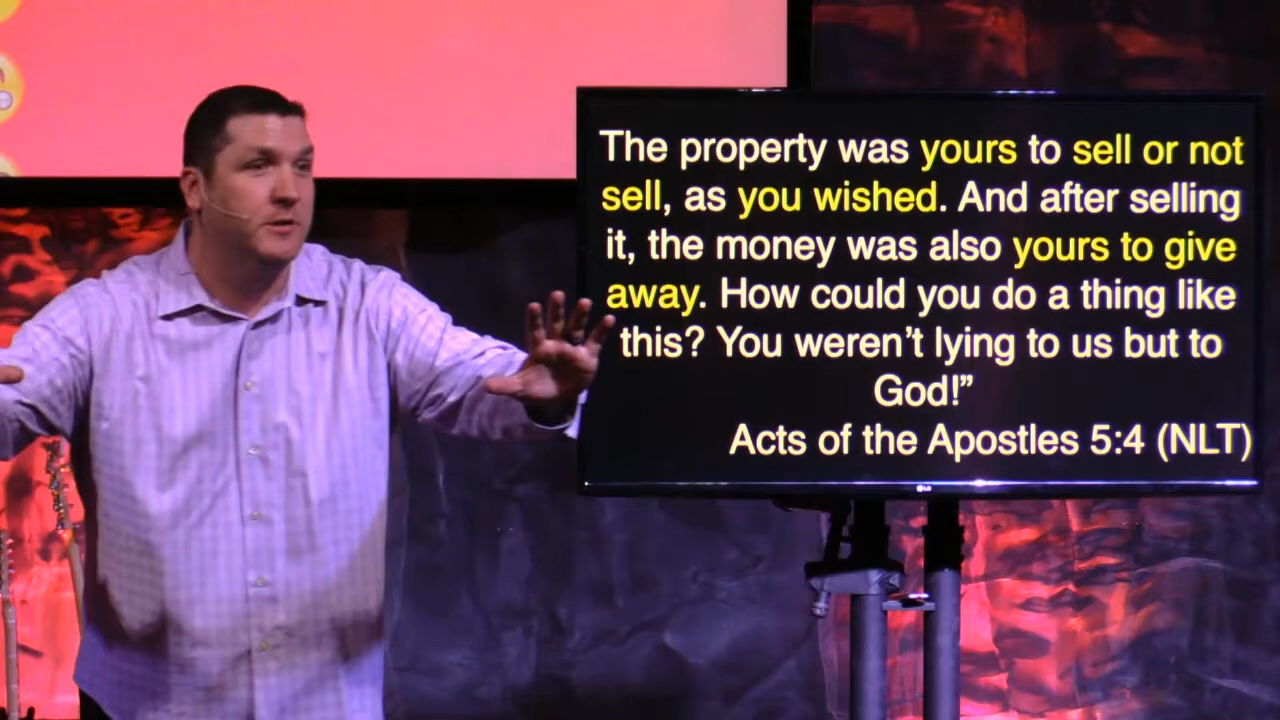 The property was yours to sell or not
sell, as you wished. And after selling
it, the money was also yours to give
away. How could you do a thing like
this? You weren't lying to us but to
God!”
Acts of the Apostles 5:4 (NLT)
LG